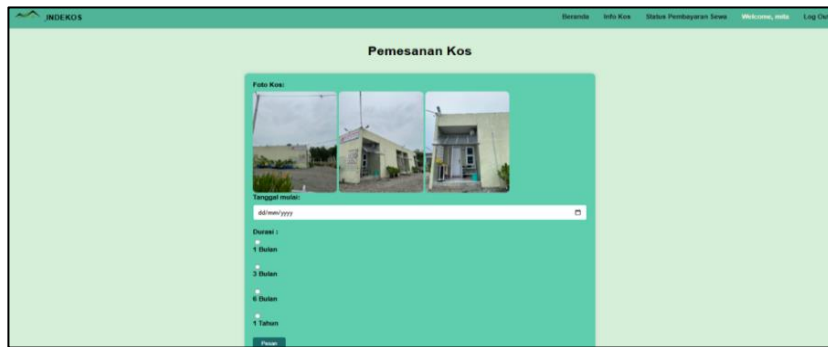 INDEKOS
Beranda Info Kos Status Pembayaran Sewa Welcome, mita Log Out
Pemesanan Kos
Foto Kos:
Tanggal mulai:
dd/mm/yyyy
Durasi :
1 Bulan
3 Bulan
6 Bulan
1 Tahun
Pesan